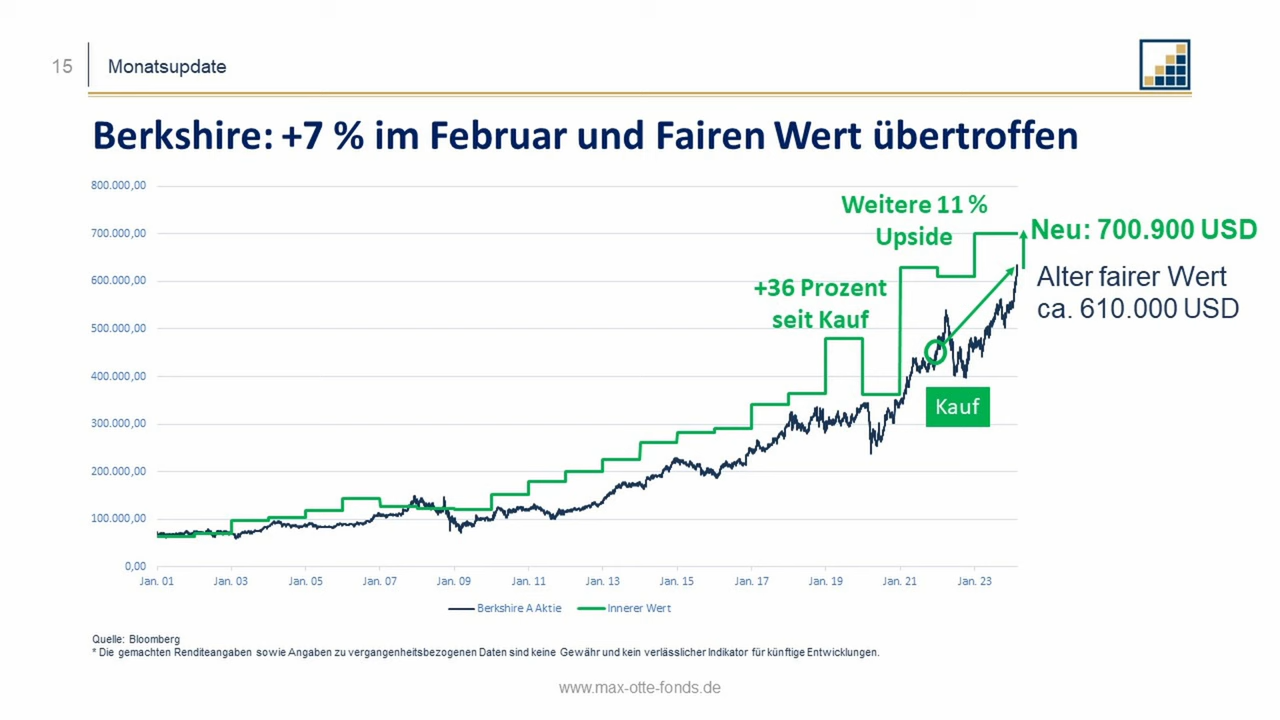 15
Monatsupdate
Berkshire: +7 % im Februar und Fairen Wert übertroffen
800.000,00
700.000,00
600.000,00
500.000,00
400.000,00
300.000,00
200.000,00
100.000,00
0,00
Weitere 11 %
Upside
Neu: 700.900 USD
Alter fairer Wert
ca. 610.000 USD
+36 Prozent
seit Kauf
Kauf
Jan. 01 Jan. 03 Jan. 05 Jan. 07 Jan. 09 Jan. 11 Jan. 13 Jan. 15 Jan. 17 Jan. 19 Jan. 21 Jan. 23
Berkshire A Aktie Innerer Wert
Quelle: Bloomberg
* Die gemachten Renditeangaben sowie Angaben zu vergangenheitsbezogenen Daten sind keine Gewähr und kein verlässlicher Indikator für künftige Entwicklungen.
www.max-otte-fonds.de